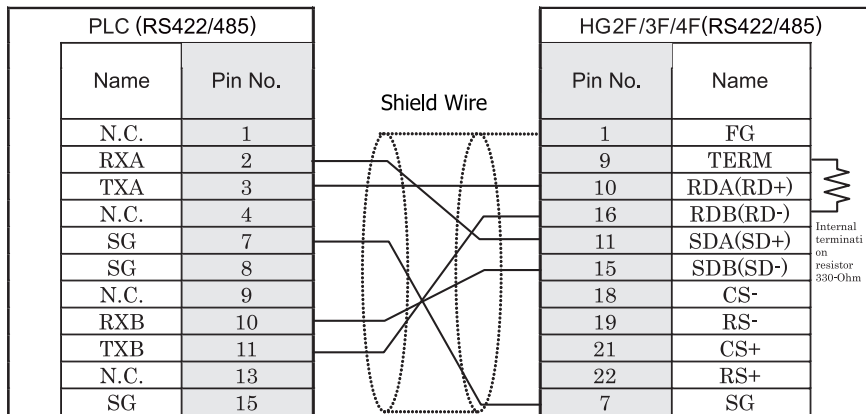 PLC (RS422/485) HG2F/3F/4F(RS422/485)
Name Pin No. Pin No. Name
Shield Wire
N.C. 1 1 FG
RXA 2 9 TERM
TXA 3 10 RDA(RD+)
N.C. 4 16 RDB(RD-)
SG 7 11 SDA(SD+)
SG 8 15 SDB(SD-)
N.C. 9 18 CS-
RXB 10 19 RS-
TXB 11 21 CS+
N.C. 13 22 RS+
SG 15 7 SG
Internal
terminati
on
resistor
330-Ohm